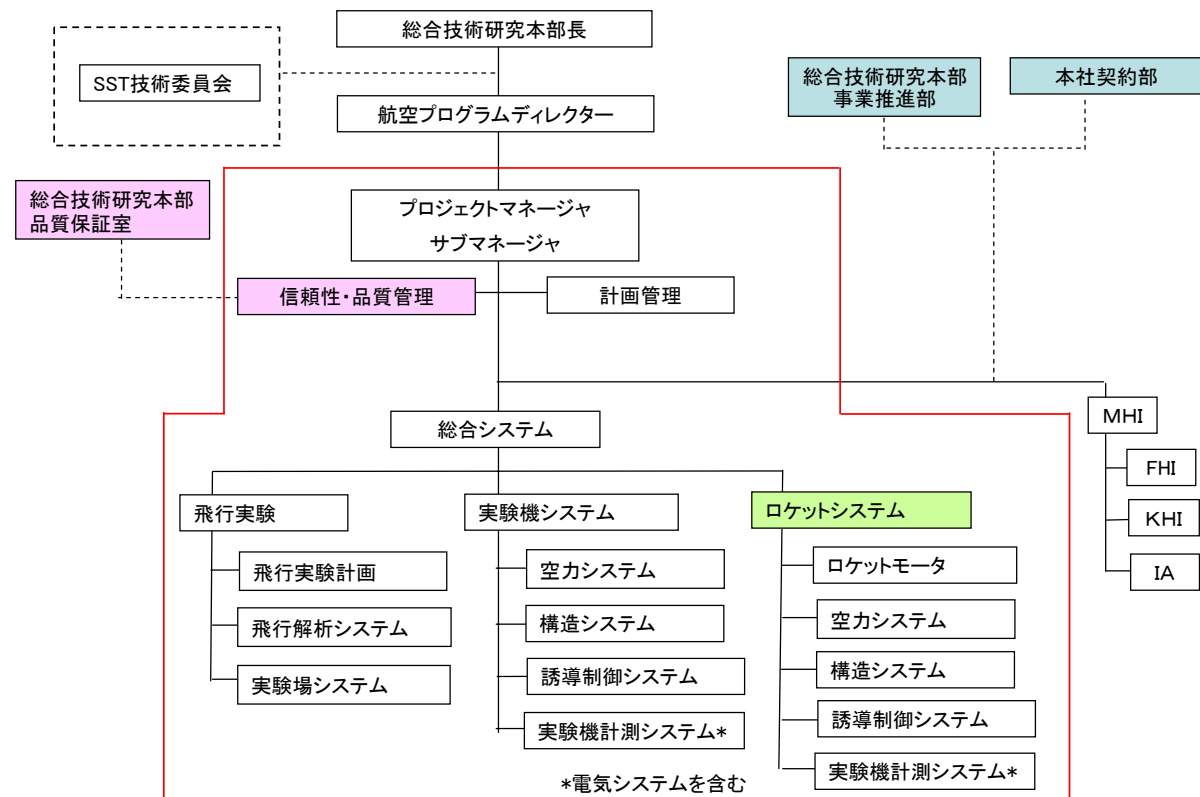 総合技術研究本部長
SST技術委員会
航空プログラムディレクター
総合技術研究本部
事業推進部
本社契約部
総合技術研究本部
品質保証室
プロジェクトマネージャ
サブマネージャ
信頼性・品質管理
計画管理
総合システム
MHI
FHI
KHI
IA
飛行実験
飛行実験計画
飛行解析システム
実験場システム
実験機システム
空力システム
構造システム
誘導制御システム
実験機計測システム*
ロケットシステム
ロケットモータ
空力システム
構造システム
誘導制御システム
実験機計測システム*
*電気システムを含む